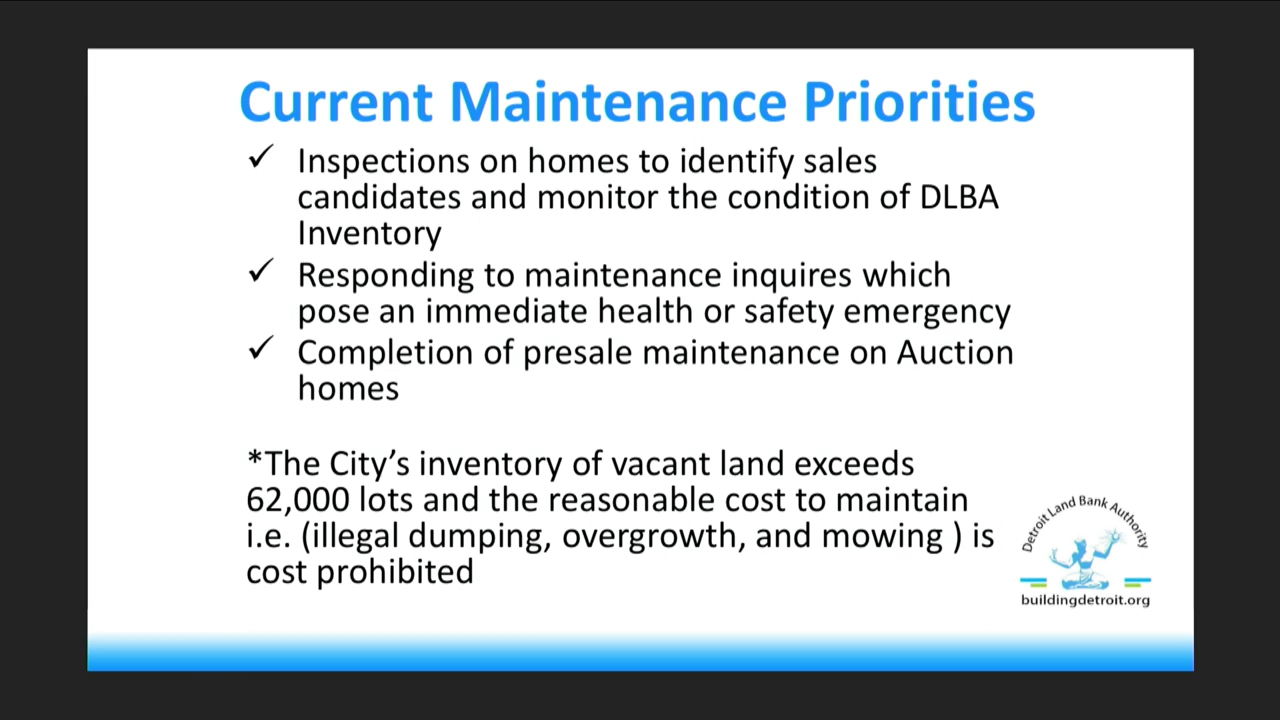 Current Maintenance Priorities
✓ Inspections on homes to identify sales
candidates and monitor the condition of DLBA
Inventory
✓ Responding to maintenance inquires which
pose an immediate health or safety emergency
✓ Completion of presale maintenance on Auction
homes
*The City’s inventory of vacant land exceeds
62,000 lots and the reasonable cost to maintain
i.e. (illegal dumping, overgrowth, and mowing ) is
cost prohibited
Detroit Land Bank Authority
buildingdetroit.org